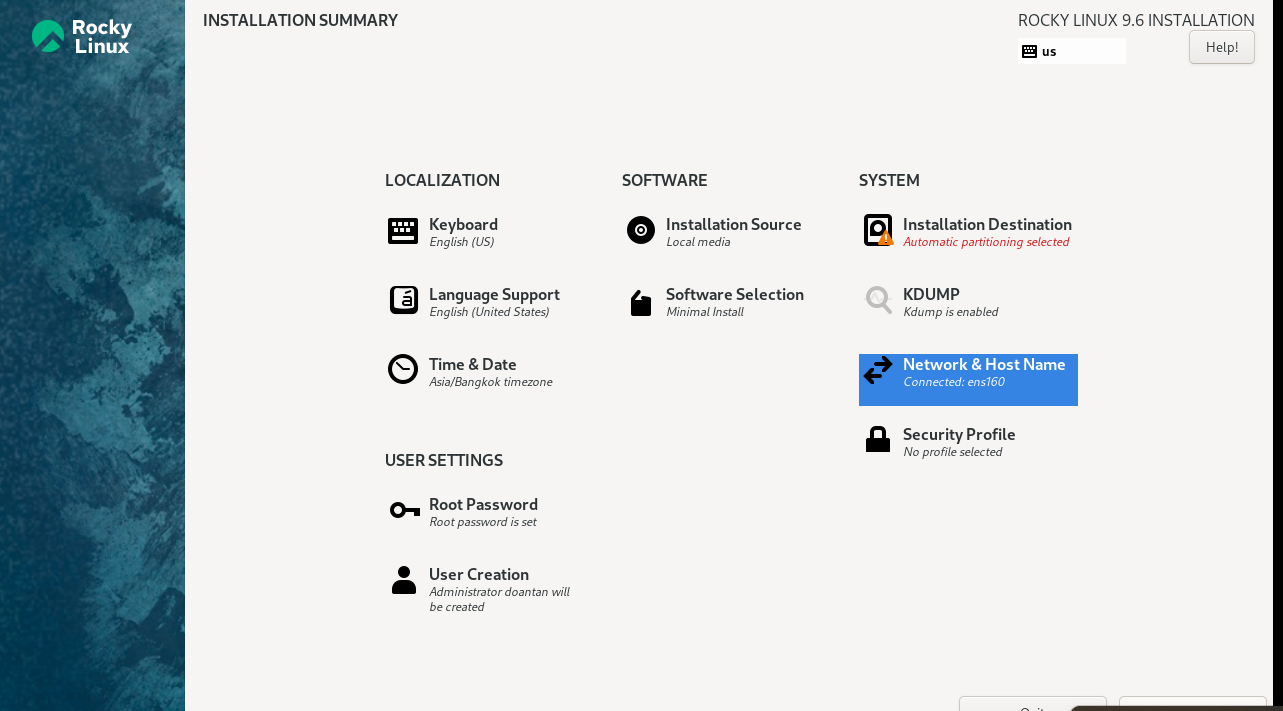 Rocky
Linux
INSTALLATION SUMMARY
ROCKY LINUX 9.6 INSTALLATION
us
Help!
LOCALIZATION
Keyboard
English (US)
Language Support
English (United States)
Time & Date
Asia/Bangkok timezone
SOFTWARE
Installation Source
Local media
Software Selection
Minimal Install
SYSTEM
Installation Destination
Automatic partitioning selected
KDUMP
Kdump is enabled
Network & Host Name
Connected: ens160
Security Profile
No profile selected
USER SETTINGS
Root Password
Root password is set
User Creation
Administrator doantan will
be created
Quit